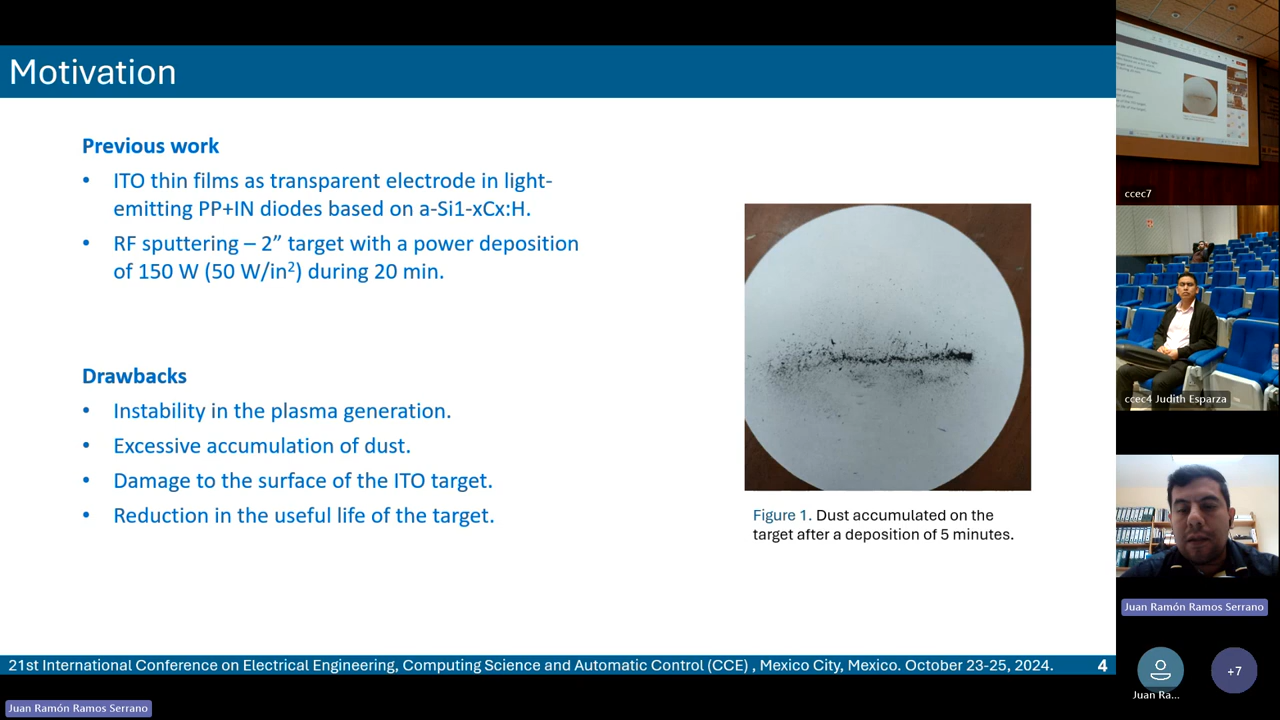 Motivation
Previous work
• ITO thin films as transparent electrode in light-
emitting PP+IN diodes based on a-Si1-xCx:H.
• RF sputtering – 2” target with a power deposition
of 150 W (50 W/in²) during 20 min.
Drawbacks
• Instability in the plasma generation.
• Excessive accumulation of dust.
• Damage to the surface of the ITO target.
• Reduction in the useful life of the target.
Figure 1. Dust accumulated on the
target after a deposition of 5 minutes.
21st International Conference on Electrical Engineering, Computing Science and Automatic Control (CCE) , Mexico City, Mexico. October 23-25, 2024.
4
Juan Ramón Ramos Serrano
ccec7
ccec4 Judith Esparza
Juan Ramón Ramos Serrano
Juan Ra...
+7